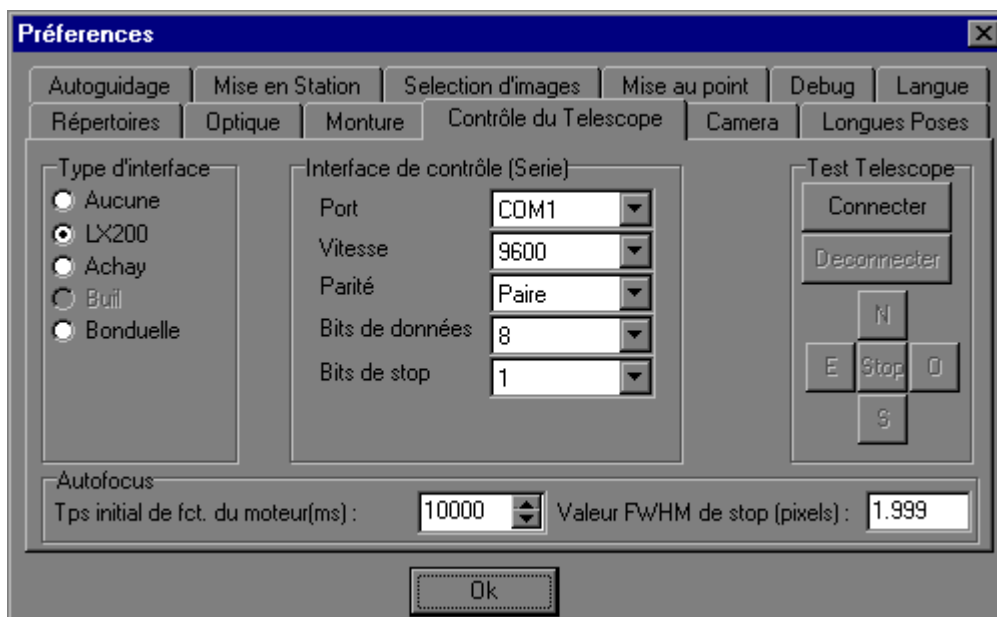 Préferences
Autoguidage Mise en Station Selection d'images Mise au point Debug Langue
Répertoires Optique Monture Contrôle du Telescope Camera Longues Poses
Type d'interface
Aucune
LX200
Achay
Buil
Bonduelle
Interface de contrôle (Serie)
Port COM1
Vitesse 9600
Parité Paire
Bits de données 8
Bits de stop 1
Test Telescope
Connecter
Deconnecter
N
E Stop O
S
Autofocus
Tps initial de fct. du moteur(ms) : 10000 Valeur FWHM de stop (pixels) : 1.999
Ok